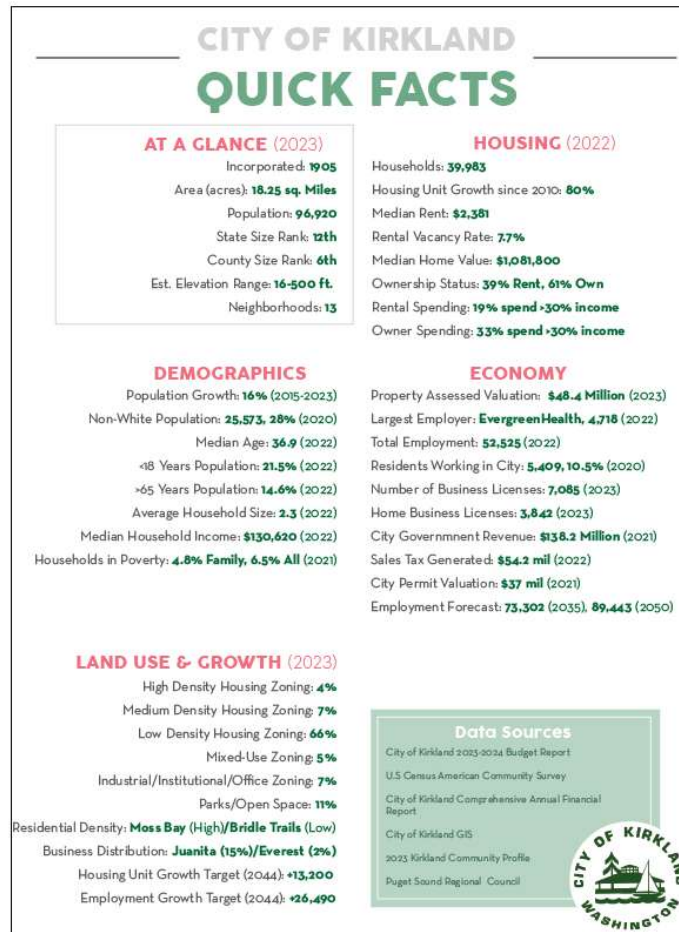 CITY OF KIRKLAND
QUICK FACTS
AT A GLANCE (2023)
Incorporated: 1905
Area (acres): 18.25 sq. Miles
Population: 96,920
State Size Rank: 12th
County Size Rank: 6th
Est. Elevation Range: 16-500 ft.
Neighborhoods: 13
HOUSING (2022)
Households: 39,983
Housing Unit Growth since 2010: 80%
Median Rent: $2,381
Rental Vacancy Rate: 7.7%
Median Home Value: $1,081,800
Ownership Status: 39% Rent, 61% Own
Rental Spending: 19% spend >30% income
Owner Spending: 33% spend >30% income
DEMOGRAPHICS
Population Growth: 16% (2015-2023)
Non-White Population: 25,573, 28% (2020)
Median Age: 36.9 (2022)
<18 Years Population: 21.5% (2022)
>65 Years Population: 14.6% (2022)
Average Household Size: 2.3 (2022)
Median Household Income: $130,620 (2022)
Households in Poverty: 4.8% Family, 6.5% All (2021)
ECONOMY
Property Assessed Valuation: $48.4 Million (2023)
Largest Employer: EvergreenHealth, 4,718 (2022)
Total Employment: 52,525 (2022)
Residents Working in City: 5,409, 10.5% (2020)
Number of Business Licenses: 7,085 (2023)
Home Business Licenses: 3,842 (2023)
City Governmnent Revenue: $138.2 Million (2021)
Sales Tax Generated: $54.2 mil (2022)
City Permit Valuation: $37 mil (2021)
Employment Forecast: 73,302 (2035), 89,443 (2050)
LAND USE & GROWTH (2023)
High Density Housing Zoning: 4%
Medium Density Housing Zoning: 7%
Low Density Housing Zoning: 66%
Mixed-Use Zoning: 5%
Industrial/Institutional/Office Zoning: 7%
Parks/Open Space: 11%
Residential Density: Moss Bay (High)/Bridle Trails (Low)
Business Distribution: Juanita (15%)/Everest (2%)
Housing Unit Growth Target (2044): +13,200
Employment Growth Target (2044): +26,490
Data Sources
City of Kirkland 2023-2024 Budget Report
U.S Census American Community Survey
City of Kirkland Comprehensive Annual Financial
Report
City of Kirkland GIS
2023 Kirkland Community Profile
Puget Sound Regional Council
CITY OF KIRKLAND
WASHINGTON